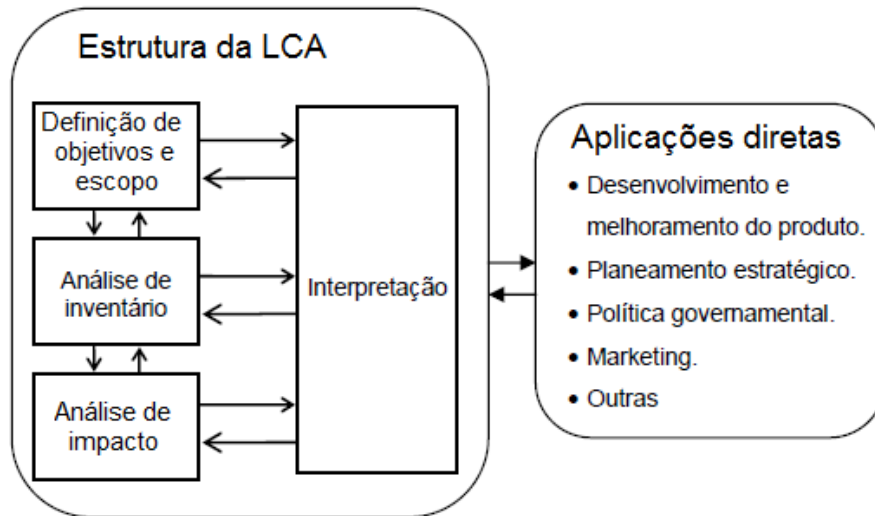 Estrutura da LCA
Definição de
objetivos e
escopo
Análise de
inventário
Análise de
impacto
Interpretação
Aplicações diretas
• Desenvolvimento e
melhoramento do produto.
• Planeamento estratégico.
• Política governamental.
• Marketing.
• Outras